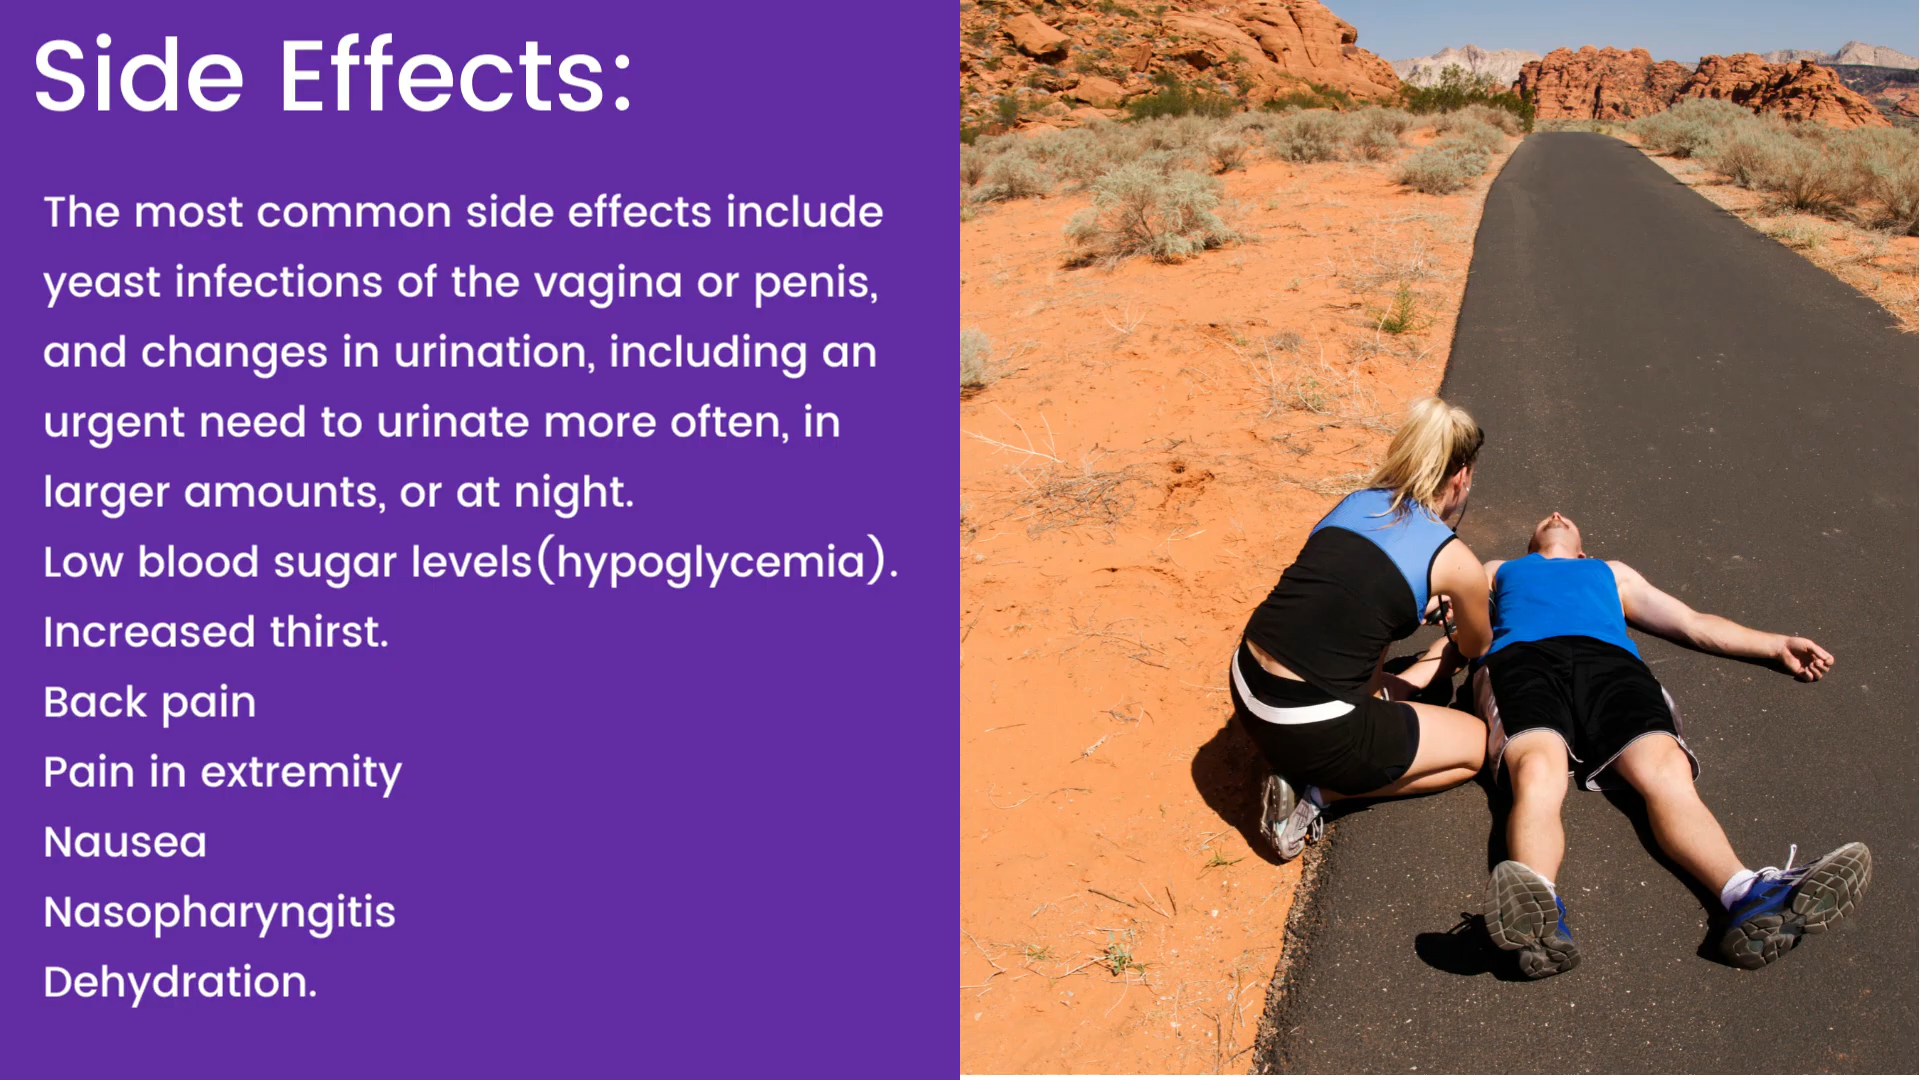 Side Effects:
The most common side effects include
yeast infections of the vagina or penis,
and changes in urination, including an
urgent need to urinate more often, in
larger amounts, or at night.
Low blood sugar levels(hypoglycemia).
Increased thirst.
Back pain
Pain in extremity
Nausea
Nasopharyngitis
Dehydration.